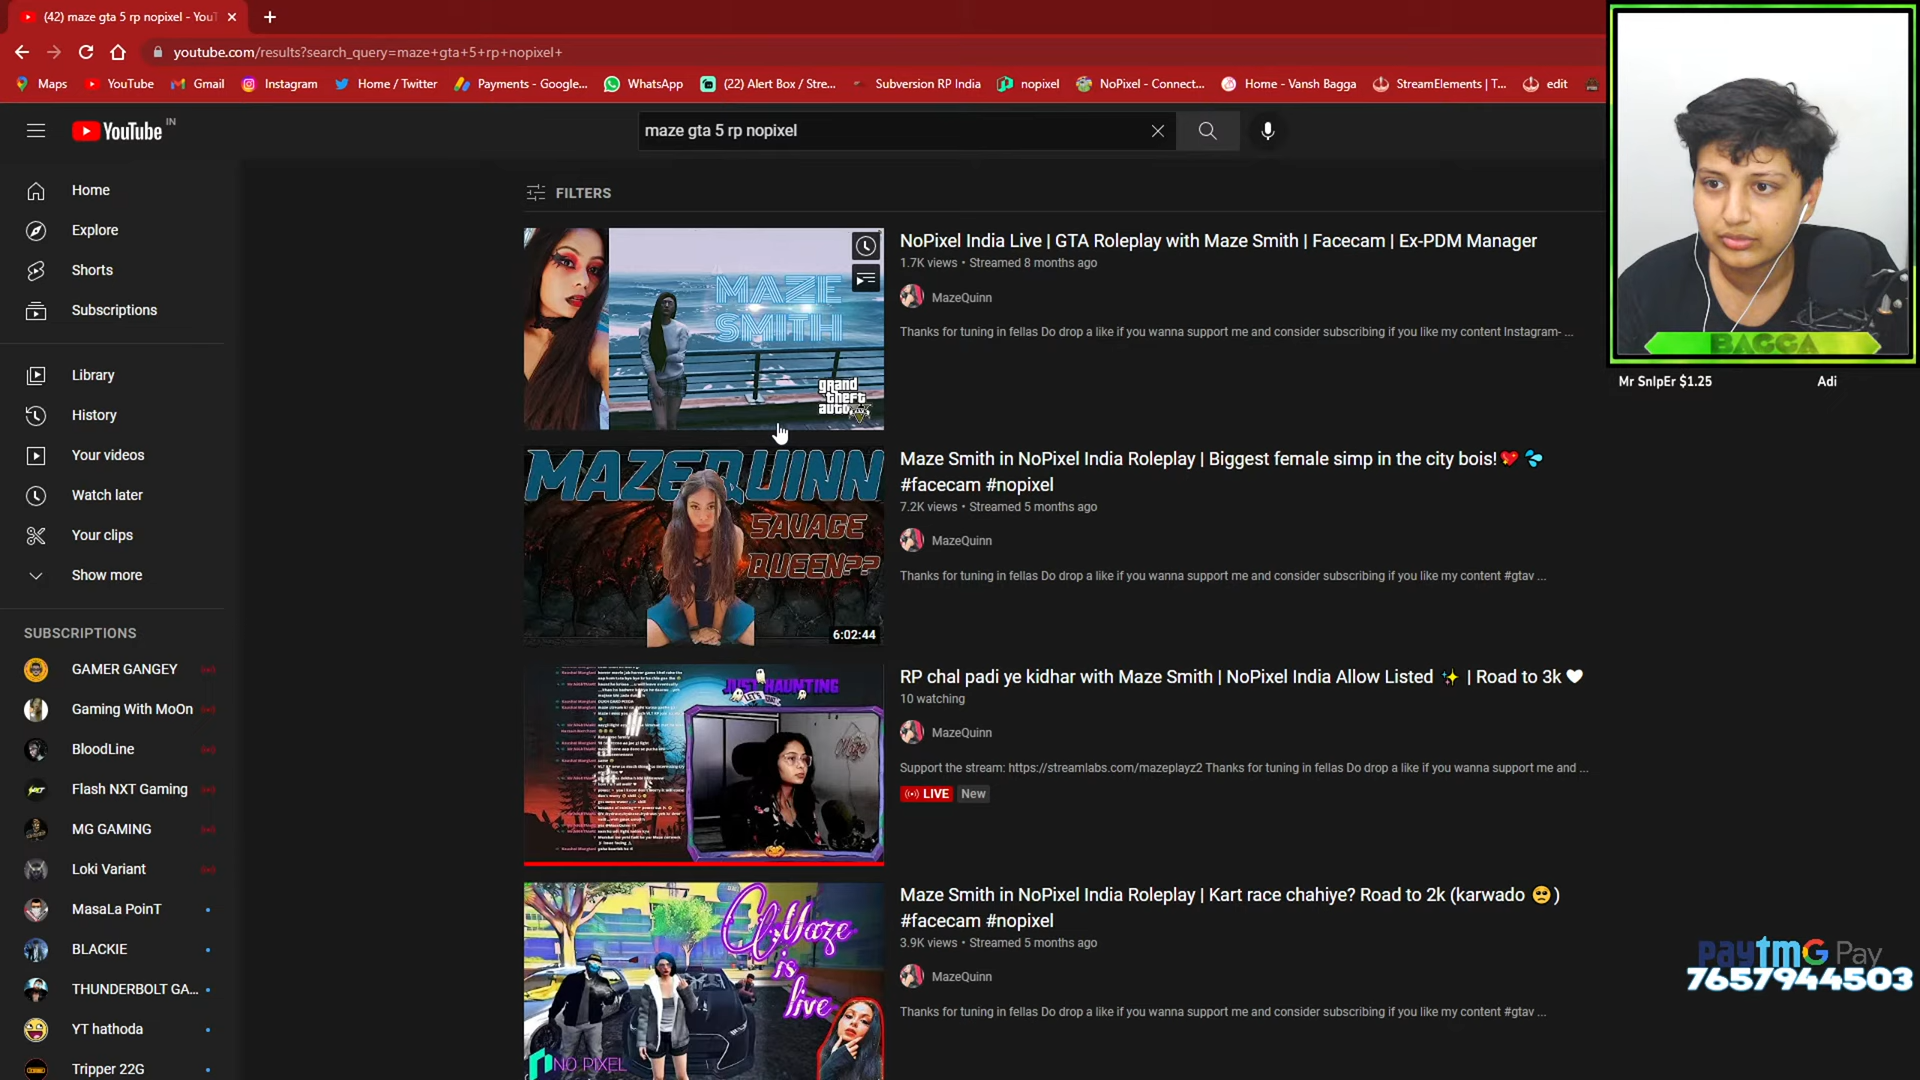 (42) maze gta 5 rp nopixel - YouT
youtube.com/results?search_query=maze+gta+5+rp+nopixel+
Maps YouTube Gmail Instagram Home / Twitter Payments - Google... WhatsApp (22) Alert Box / Stre... Subversion RP India nopixel NoPixel - Connect... Home - Vansh Bagga StreamElements | T... edit
YouTube IN
maze gta 5 rp nopixel
Home
Explore
Shorts
Subscriptions
Library
History
Your videos
Watch later
Your clips
Show more
SUBSCRIPTIONS
GAMER GANGEY
Gaming With MoOn
BloodLine
Flash NXT Gaming
MG GAMING
Loki Variant
MasaLa PoinT
BLACKIE
THUNDERBOLT GA...
YT hathoda
Tripper 22G
FILTERS
MAZE
SMITH
grand
theft
auto
NoPixel India Live | GTA Roleplay with Maze Smith | Facecam | Ex-PDM Manager
1.7K views • Streamed 8 months ago
MazeQuinn
Thanks for tuning in fellas Do drop a like if you wanna support me and consider subscribing if you like my content Instagram- ...
MAZEQUINN
SAVAGE
QUEEN??
6:02:44
Maze Smith in NoPixel India Roleplay | Biggest female simp in the city bois!💖💦
#facecam #nopixel
7.2K views • Streamed 5 months ago
MazeQuinn
Thanks for tuning in fellas Do drop a like if you wanna support me and consider subscribing if you like my content #gtav ...
JUST HAUNTING
RP chal padi ye kidhar with Maze Smith | NoPixel India Allow Listed ✨ | Road to 3k 🤍
10 watching
MazeQuinn
Support the stream: https://streamlabs.com/mazeplayz2 Thanks for tuning in fellas Do drop a like if you wanna support me and ...
LIVE New
Maze
is
live
NO PIXEL
Maze Smith in NoPixel India Roleplay | Kart race chahiye? Road to 2k (karwado 🥺)
#facecam #nopixel
3.9K views • Streamed 5 months ago
MazeQuinn
Thanks for tuning in fellas Do drop a like if you wanna support me and consider subscribing if you like my content #gtav ...
BAGGA
Mr SnIpEr $1.25 Adi
paytm G Pay
7657944503